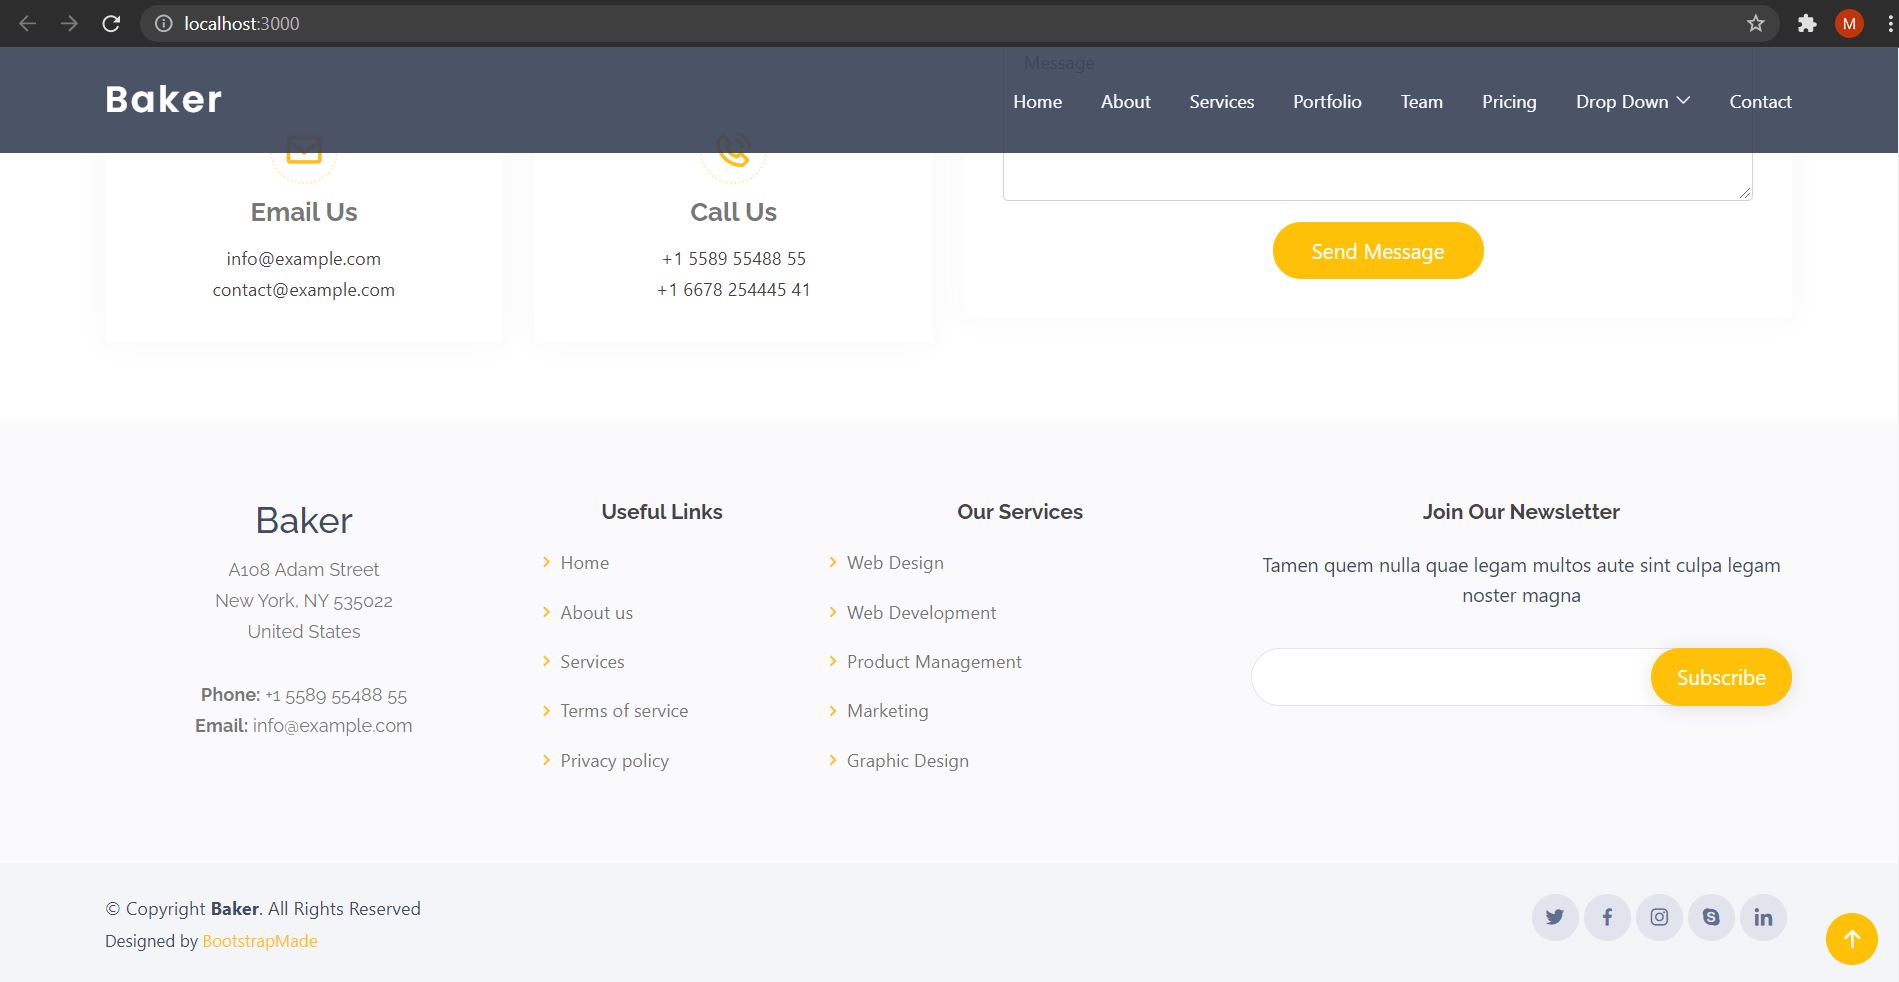 localhost:3000
M
Message
Baker
Home About Services Portfolio Team Pricing Drop Down Contact
Email Us
info@example.com
contact@example.com
Call Us
+1 5589 55488 55
+1 6678 254445 41
Send Message
Baker
A108 Adam Street
New York, NY 535022
United States
Phone: +1 5589 55488 55
Email: info@example.com
Useful Links
Home
About us
Services
Terms of service
Privacy policy
Our Services
Web Design
Web Development
Product Management
Marketing
Graphic Design
Join Our Newsletter
Tamen quem nulla quae legam multos aute sint culpa legam
noster magna
Subscribe
© Copyright Baker. All Rights Reserved
Designed by BootstrapMade